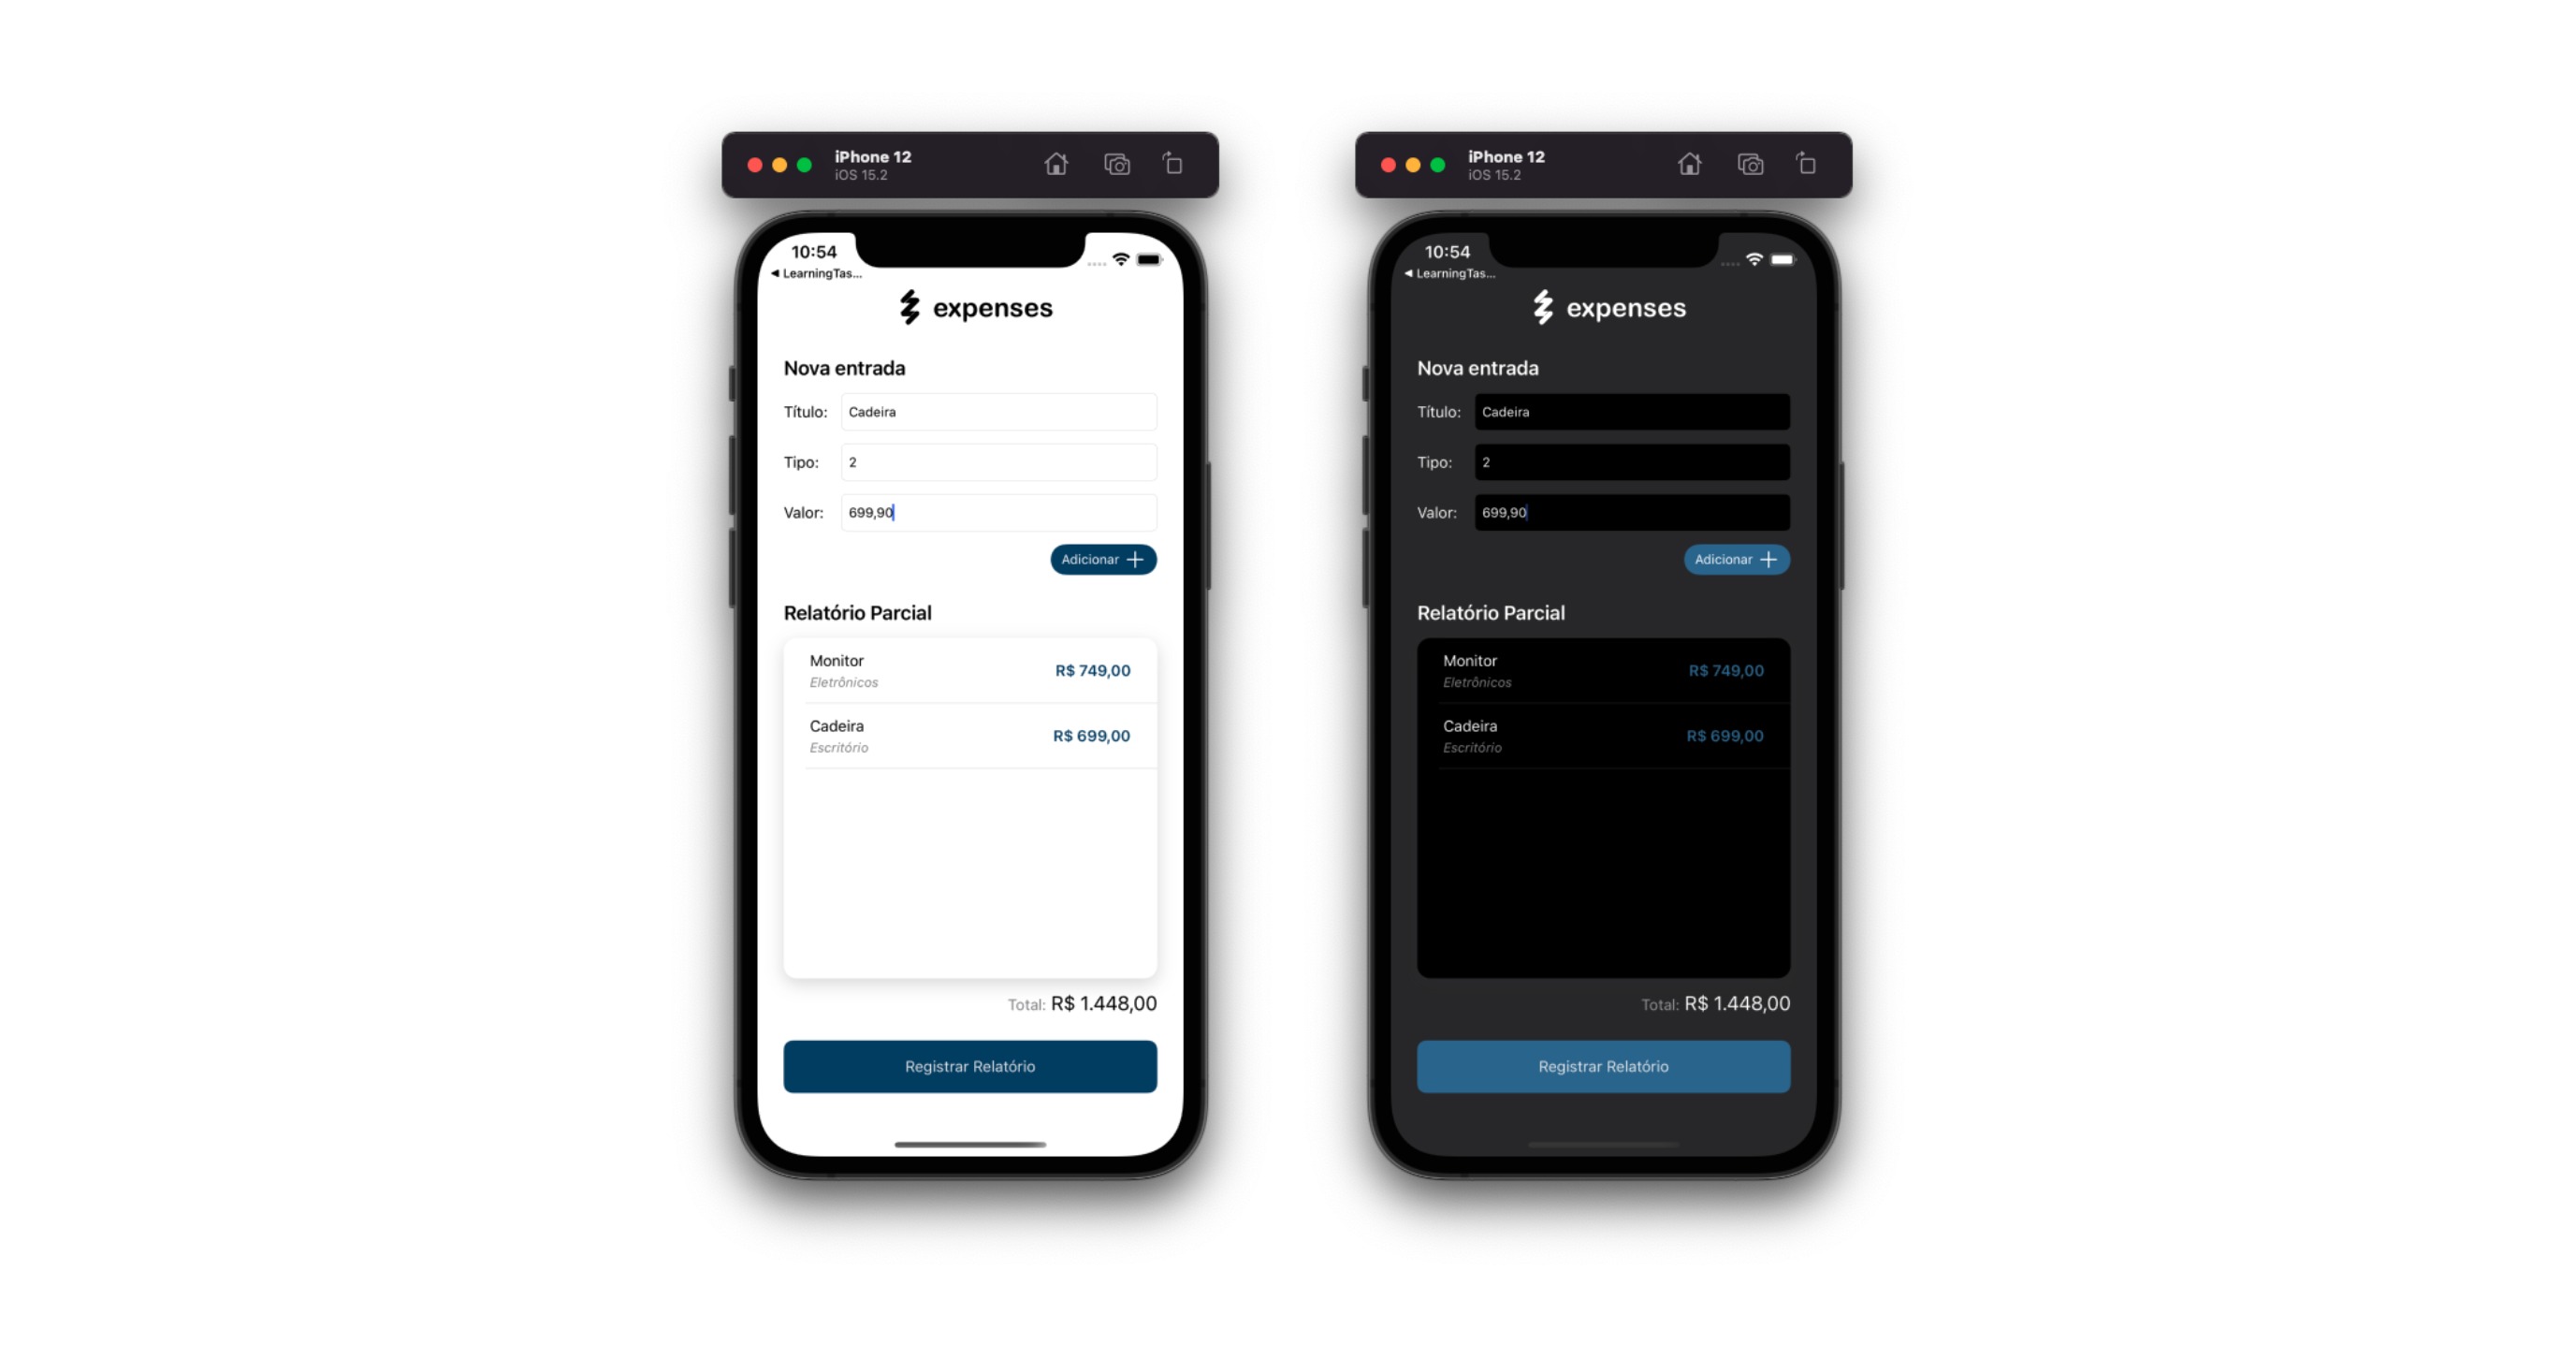 iPhone 12
iOS 15.2
10:54
◀ LearningTas...
expenses
Nova entrada
Título: Cadeira
Tipo: 2
Valor: 699,90
Adicionar +
Relatório Parcial
Monitor
Eletrônicos
R$ 749,00
Cadeira
Escritório
R$ 699,00
Total: R$ 1.448,00
Registrar Relatório
iPhone 12
iOS 15.2
10:54
◀ LearningTas...
expenses
Nova entrada
Título: Cadeira
Tipo: 2
Valor: 699,90
Adicionar +
Relatório Parcial
Monitor
Eletrônicos
R$ 749,00
Cadeira
Escritório
R$ 699,00
Total: R$ 1.448,00
Registrar Relatório